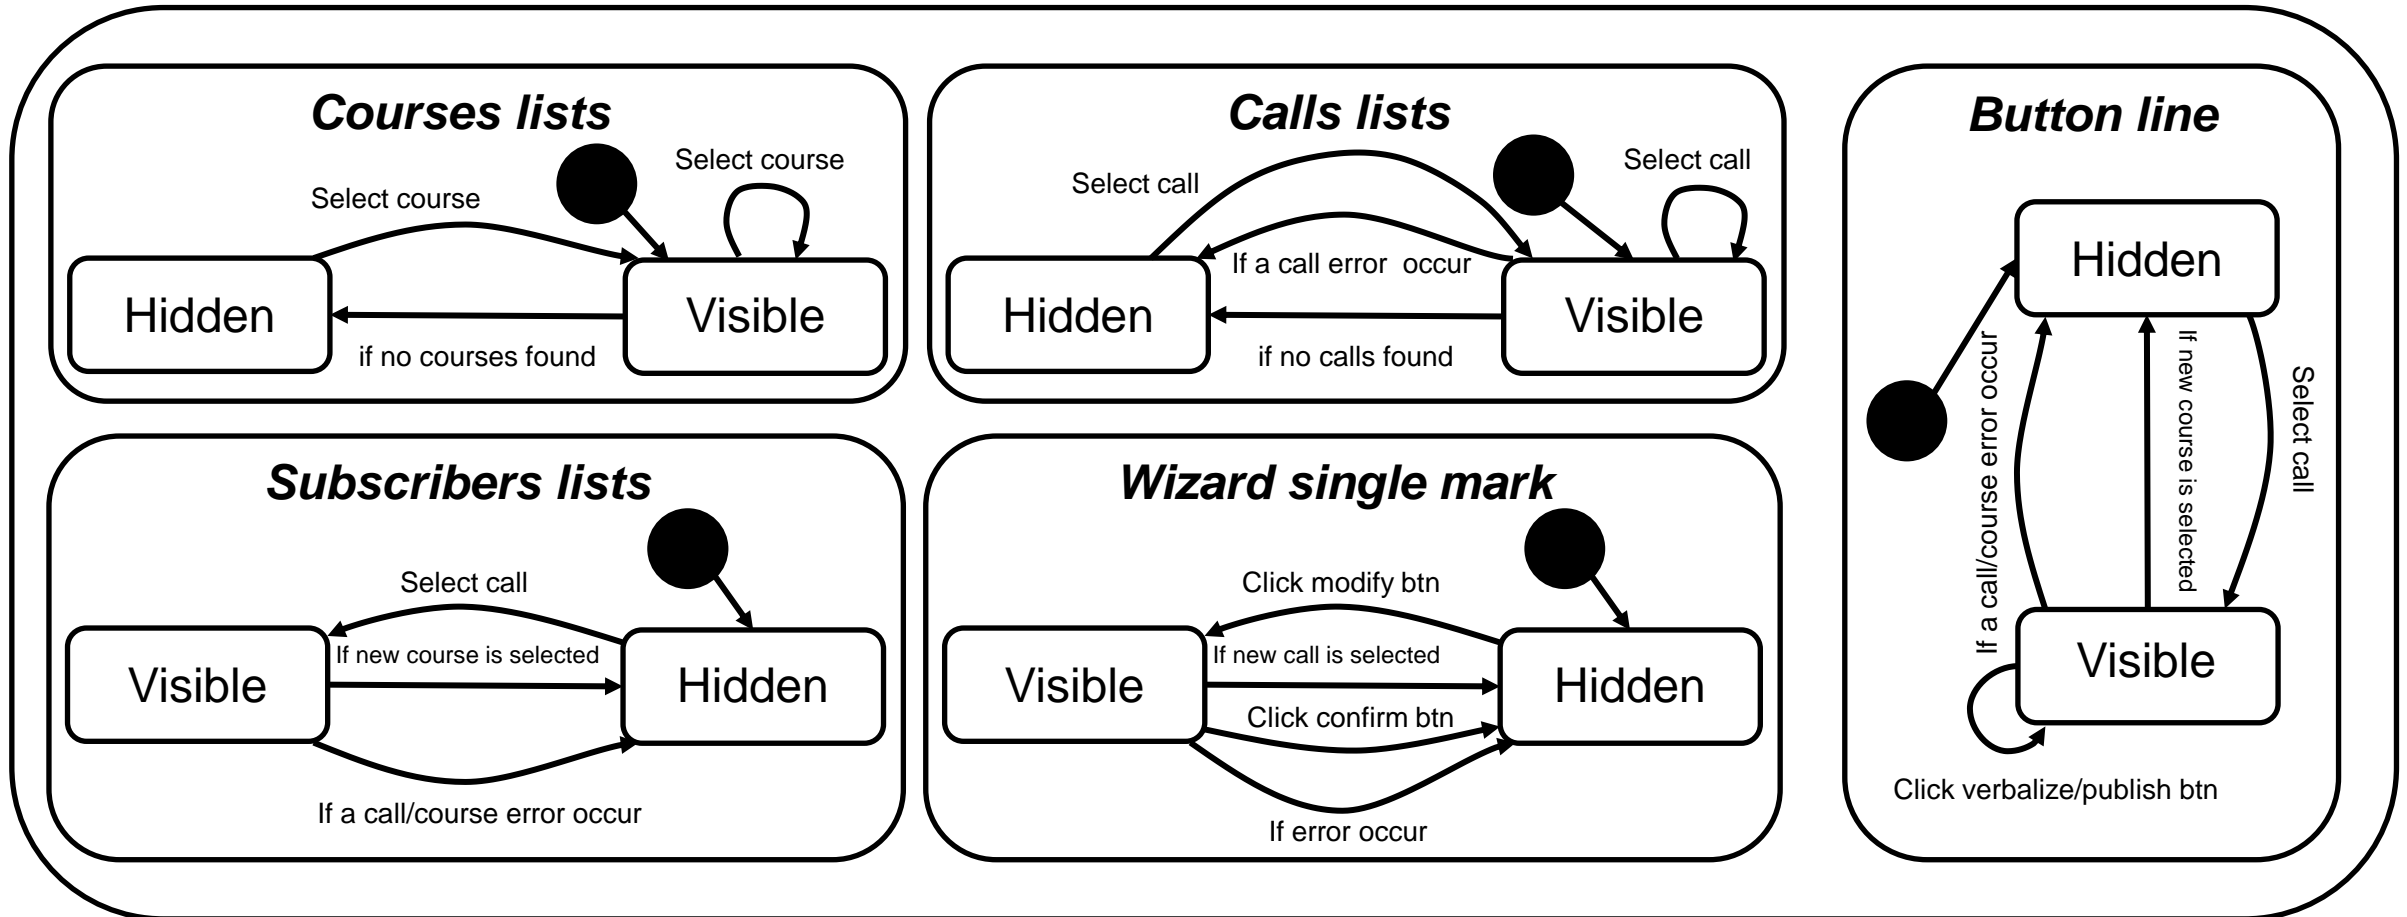 Courses lists
Select course
Select course
Hidden
Visible
if no courses found
Calls lists
Select call
Select call
If a call error  occur
Hidden
Visible
if no calls found
Subscribers lists
Select call
If new course is selected
Visible
Hidden
If a call/course error occur
Wizard single mark
Click modify btn
If new call is selected
Visible
Hidden
Click confirm btn
If error occur
Button line
Hidden
If a call/course error occur
If new course is selected
Select call
Visible
Click verbalize/publish btn